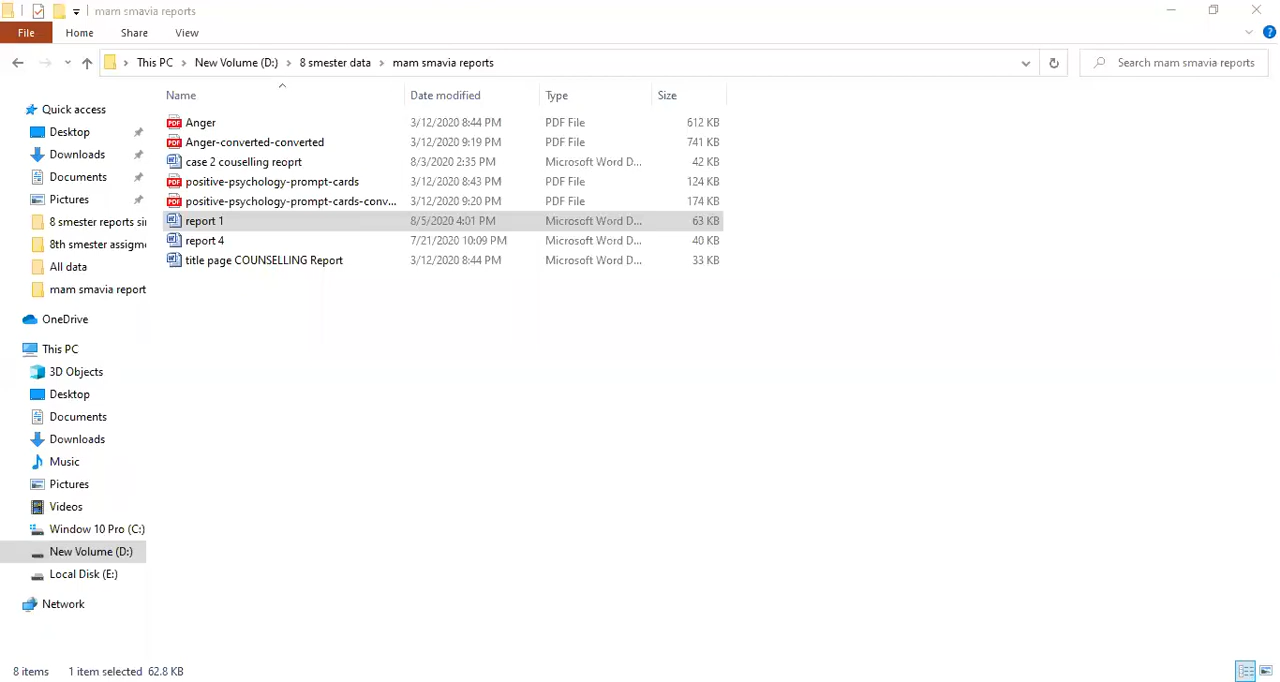 mam smavia reports
File Home Share View
This PC New Volume (D:) 8 smester data mam smavia reports Search mam smavia reports
Name Date modified Type Size
Quick access
Desktop
Downloads
Documents
Pictures
8 smester reports sir
8th smester assigme
All data
mam smavia report
OneDrive
This PC
3D Objects
Desktop
Documents
Downloads
Music
Pictures
Videos
Window 10 Pro (C:)
New Volume (D:)
Local Disk (E:)
Network
Anger 3/12/2020 8:44 PM PDF File 612 KB
Anger-converted-converted 3/12/2020 9:19 PM PDF File 741 KB
case 2 couselling reoprt 8/3/2020 2:35 PM Microsoft Word D... 42 KB
positive-psychology-prompt-cards 3/12/2020 8:43 PM PDF File 124 KB
positive-psychology-prompt-cards-conv... 3/12/2020 9:20 PM PDF File 174 KB
report 1 8/5/2020 4:01 PM Microsoft Word D... 63 KB
report 4 7/21/2020 10:09 PM Microsoft Word D... 40 KB
title page COUNSELLING Report 3/12/2020 8:44 PM Microsoft Word D... 33 KB
8 items 1 item selected 62.8 KB